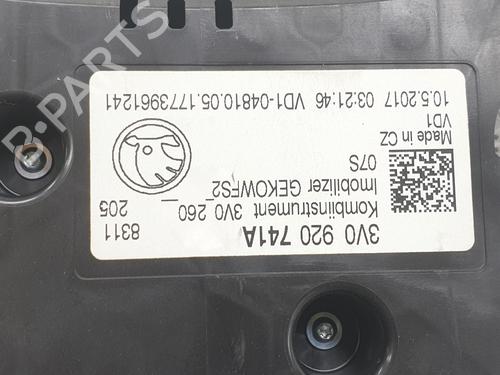 3V0 920 741A
Kombiinstrument 3V0 260 8311
Imobilizer GEKOWFS2_ _ 205
07S
Made in CZ
VD1
10.5.2017 03:21:46 VD1-04810.05.1773961241
B-PARTS